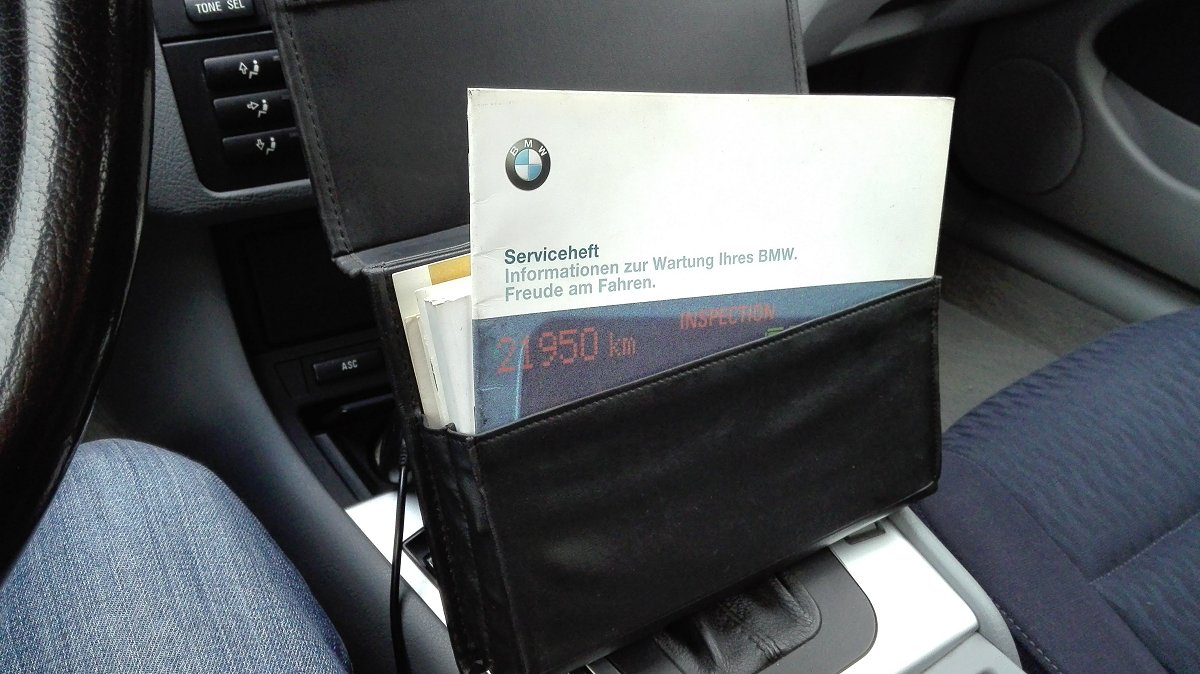 TONE SEL
BMW
Serviceheft
Informationen zur Wartung Ihres BMW.
Freude am Fahren.
21950 km
INSPECTION
ASC